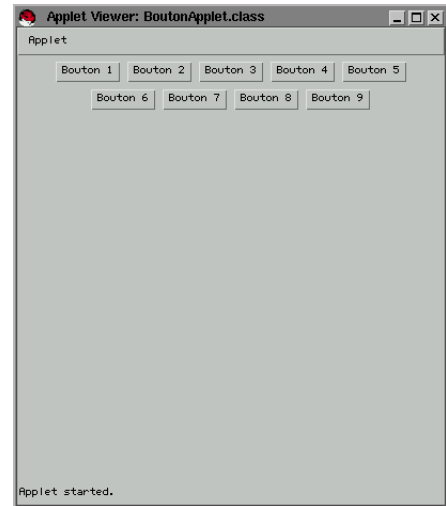 Applet Viewer: BoutonApplet.class
Applet
Bouton 1 Bouton 2 Bouton 3 Bouton 4 Bouton 5
Bouton 6 Bouton 7 Bouton 8 Bouton 9
Applet started.